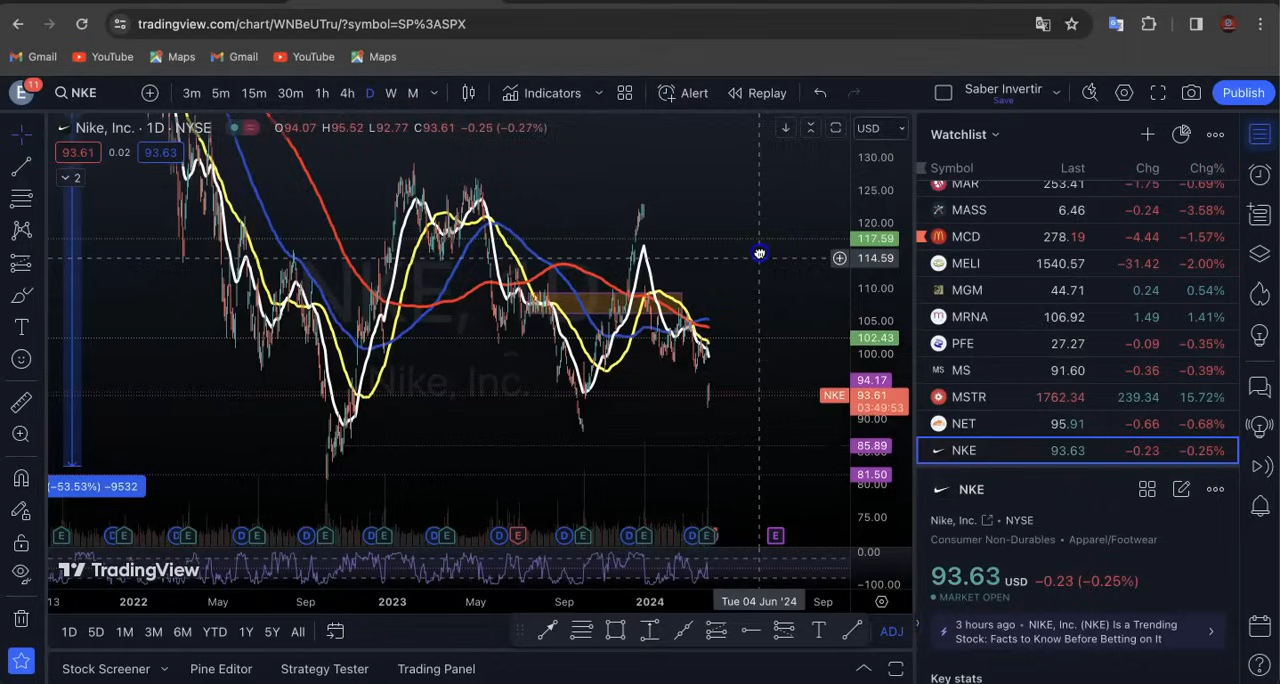 tradingview.com/chart/WNBeUTru/?symbol=SP%3ASPX
Gmail YouTube Maps Gmail YouTube Maps
E 11 NKE 3m 5m 15m 30m 1h 4h D W M Indicators Alert Replay Saber Invertir Save Publish
Nike, Inc. · 1D · NYSE O94.07 H95.52 L92.77 C93.61 −0.25 (−0.27%) USD
93.61 0.02 93.63
2
130.00
125.00
120.00
117.59
114.59
110.00
105.00
102.43
100.00
94.17
NKE 93.61
03:49:53
90.00
85.89
81.50
80.00
75.00
0.00
−100.00
NKE, D
Nike, Inc.
(−53.53%) −9532
E D E D E D E D E D E D E D E D E D E E
TradingView
13 2022 May Sep 2023 May Sep 2024 Tue 04 Jun '24 Sep
1D 5D 1M 3M 6M YTD 1Y 5Y All ADJ
Stock Screener Pine Editor Strategy Tester Trading Panel
Watchlist
Symbol Last Chg Chg%
MAR 253.41 −1.75 −0.69%
MASS 6.46 −0.24 −3.58%
MCD 278.19 −4.44 −1.57%
MELI 1540.57 −31.42 −2.00%
MGM 44.71 0.24 0.54%
MRNA 106.92 1.49 1.41%
PFE 27.27 −0.09 −0.35%
MS MS 91.60 −0.36 −0.39%
MSTR 1762.34 239.34 15.72%
NET 95.91 −0.66 −0.68%
NKE 93.63 −0.23 −0.25%
NKE
Nike, Inc. • NYSE
Consumer Non-Durables • Apparel/Footwear
93.63 USD −0.23 (−0.25%)
MARKET OPEN
3 hours ago • NIKE, Inc. (NKE) Is a Trending
Stock: Facts to Know Before Betting on It
Key stats